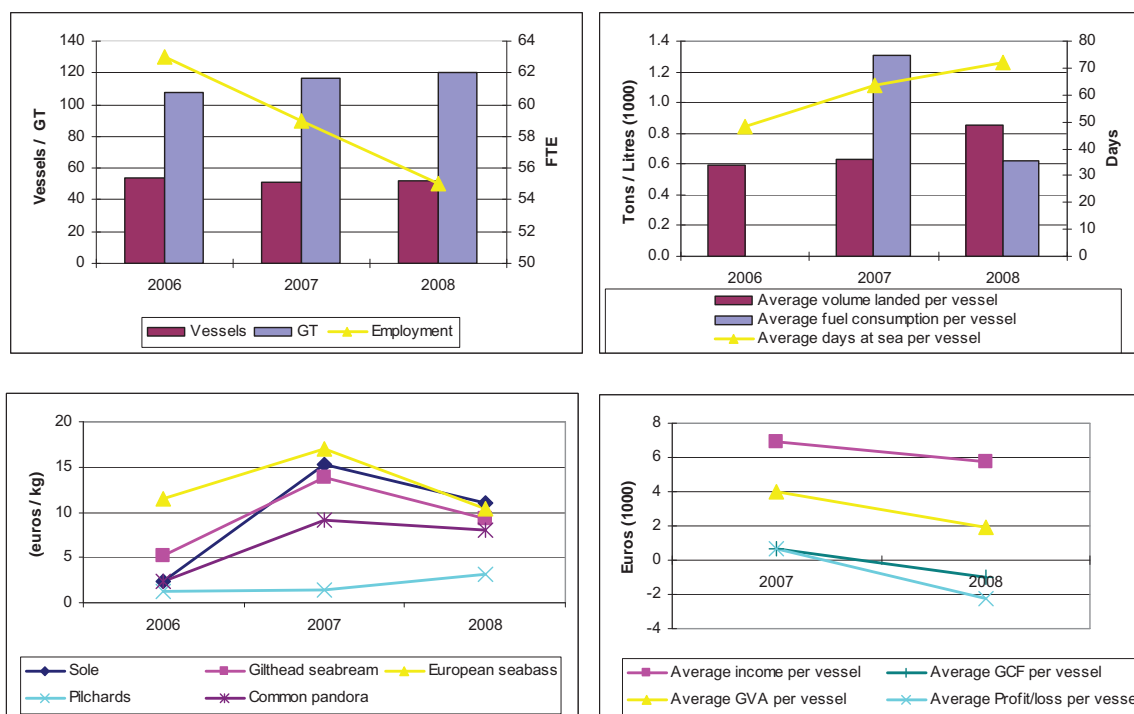 140
120
100
80
60
40
20
0
Vessels / GT
64
62
60
58
56
54
52
50
FTE
2006 2007 2008
Vessels GT Employment
1.4
1.2
1.0
0.8
0.6
0.4
0.2
0.0
Tons / Litres (1000)
80
70
60
50
40
30
20
10
0
Days
2006 2007 2008
Average volume landed per vessel
Average fuel consumption per vessel
Average days at sea per vessel
20
15
10
5
0
(euros / kg)
2006 2007 2008
Sole Gilthead seabream European seabass
Pilchards Common pandora
8
6
4
2
0
-2
-4
Euros (1000)
2007 2008
Average income per vessel Average GCF per vessel
Average GVA per vessel Average Profit/loss per vessel